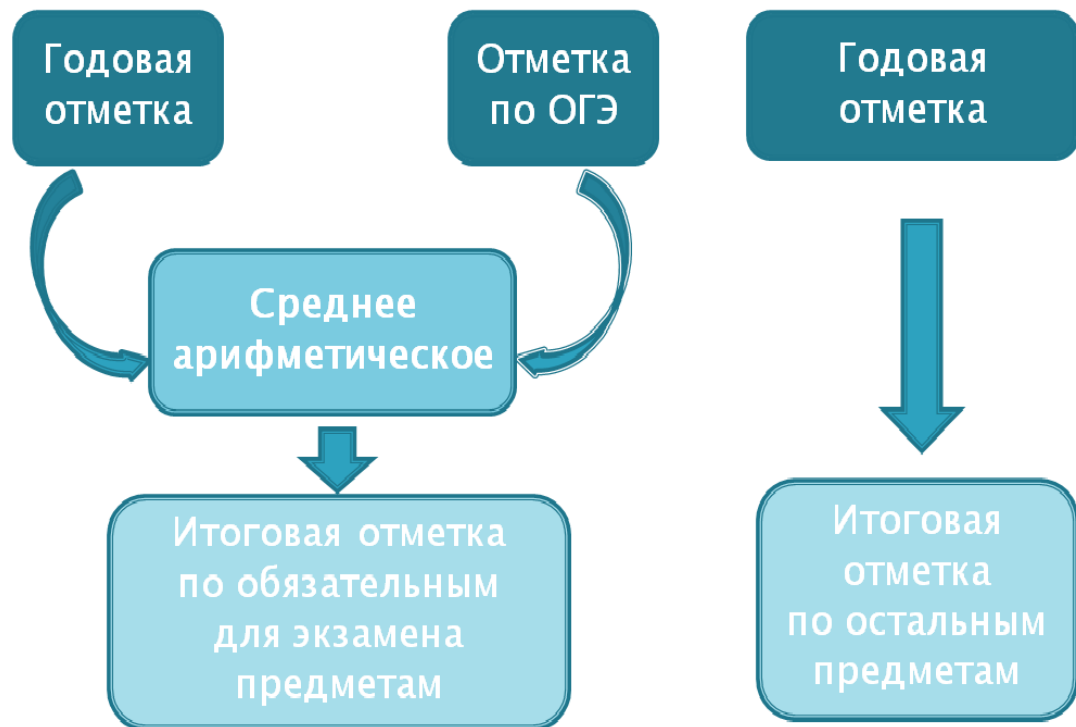 Годовая
отметка
Отметка
по ОГЭ
Годовая
отметка
Среднее
арифметическое
Итоговая отметка
по обязательным
для экзамена
предметам
Итоговая
отметка
по остальным
предметам